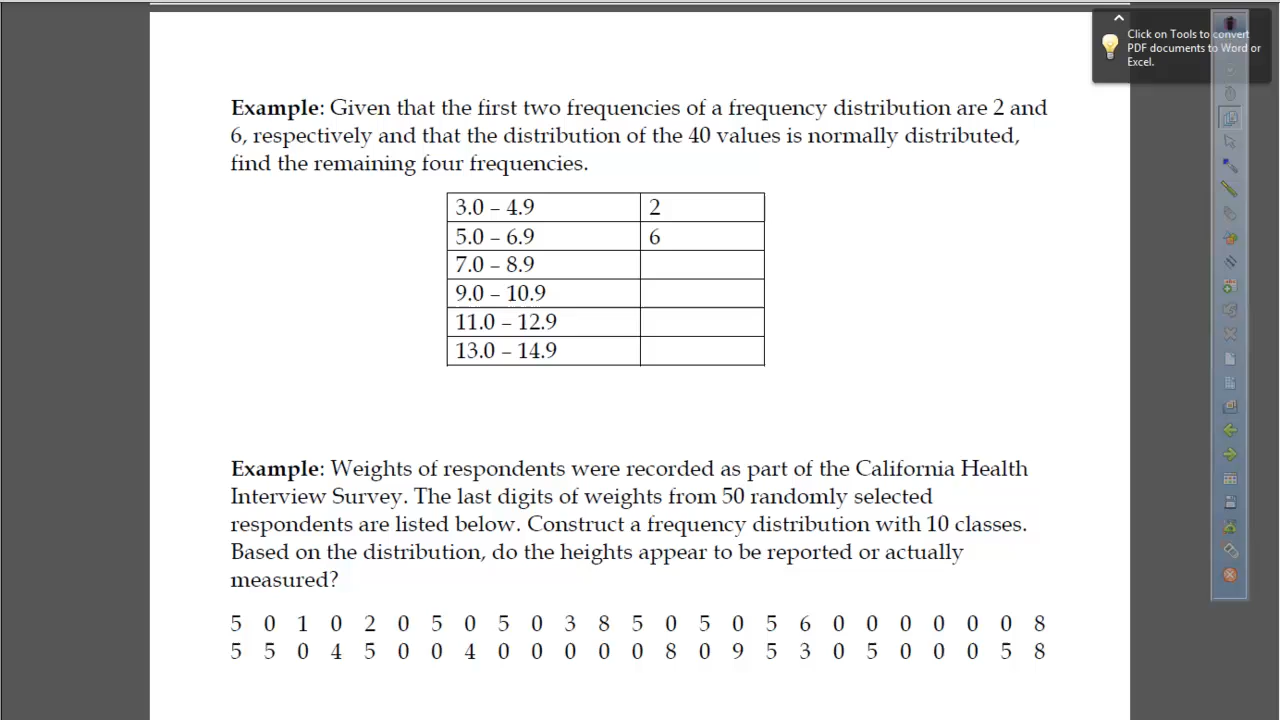 Click on Tools to convert
PDF documents to Word or
Excel.
Example: Given that the first two frequencies of a frequency distribution are 2 and
6, respectively and that the distribution of the 40 values is normally distributed,
find the remaining four frequencies.
3.0 – 4.9 2
5.0 – 6.9 6
7.0 – 8.9
9.0 – 10.9
11.0 – 12.9
13.0 – 14.9
Example: Weights of respondents were recorded as part of the California Health
Interview Survey. The last digits of weights from 50 randomly selected
respondents are listed below. Construct a frequency distribution with 10 classes.
Based on the distribution, do the heights appear to be reported or actually
measured?
5 0 1 0 2 0 5 0 5 0 3 8 5 0 5 0 5 6 0 0 0 0 0 0 8
5 5 0 4 5 0 0 4 0 0 0 0 0 8 0 9 5 3 0 5 0 0 0 5 8